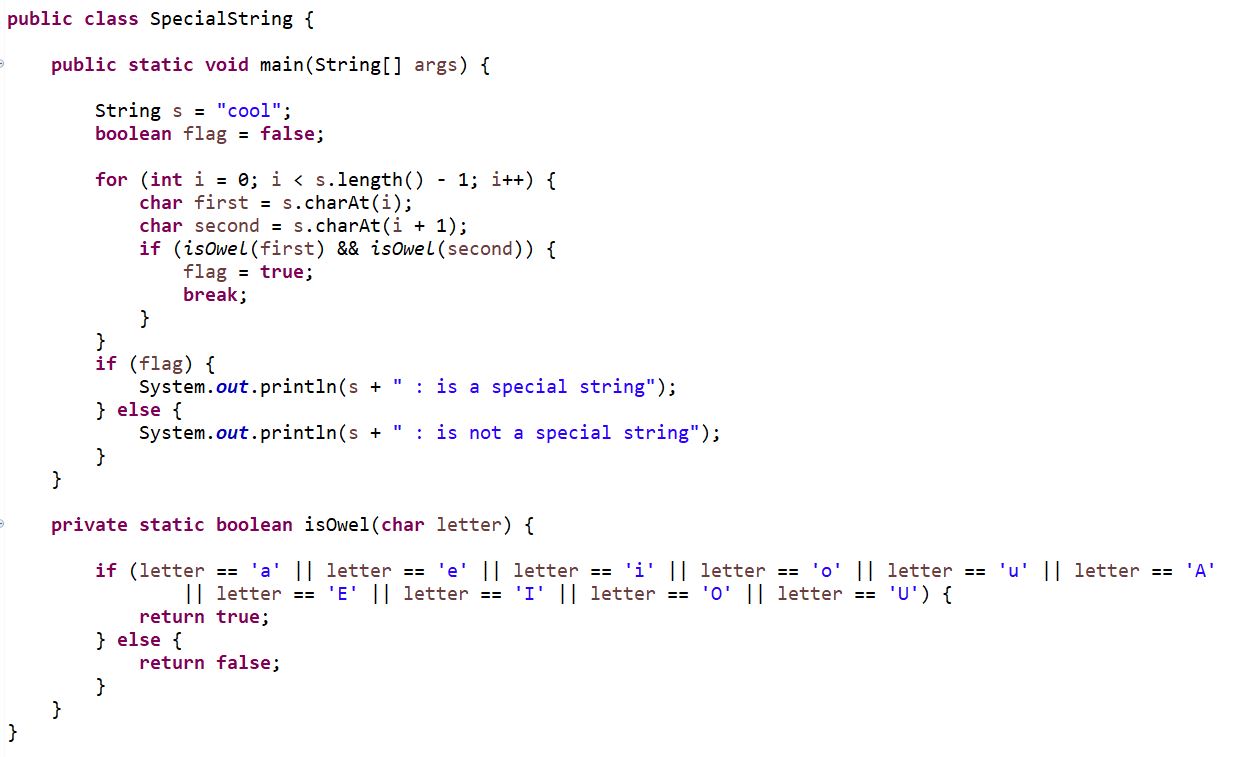 public class SpecialString {
public static void main(String[] args) {
String s = "cool";
boolean flag = false;
for (int i = 0; i < s.length() - 1; i++) {
char first = s.charAt(i);
char second = s.charAt(i + 1);
if (isOwel(first) && isOwel(second)) {
flag = true;
break;
}
}
if (flag) {
System.out.println(s + " : is a special string");
} else {
System.out.println(s + " : is not a special string");
}
}
private static boolean isOwel(char letter) {
if (letter == 'a' || letter == 'e' || letter == 'i' || letter == 'o' || letter == 'u' || letter == 'A'
|| letter == 'E' || letter == 'I' || letter == 'O' || letter == 'U') {
return true;
} else {
return false;
}
}
}